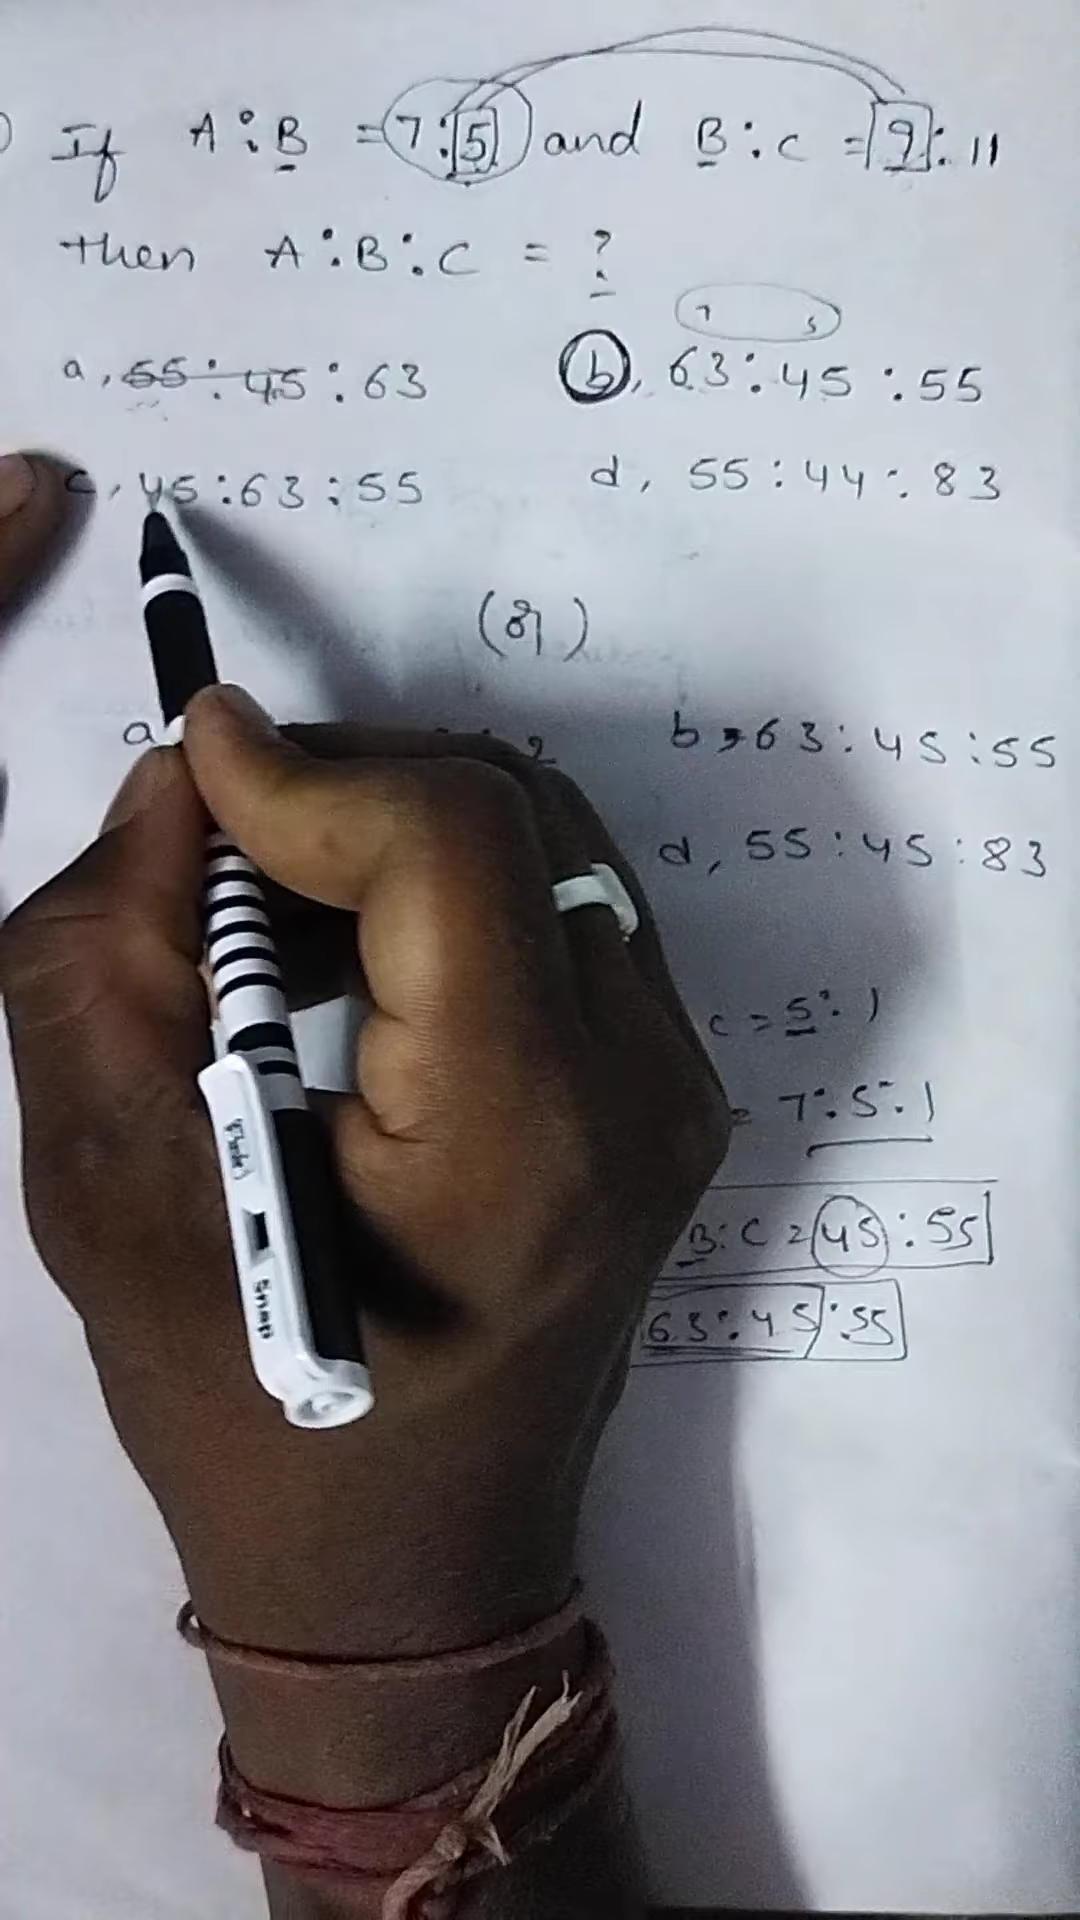 If A:B = 7:5 and B:C = 9:11
then A:B:C = ?
7 5
a, 55:45:63 b, 63:45:55
c, 45:63:55 d, 55:44:83
a b, 63:45:55
d, 55:45:83
c = 5:1
= 7:5:1
B:C = 45:55
63:45:55
Snap